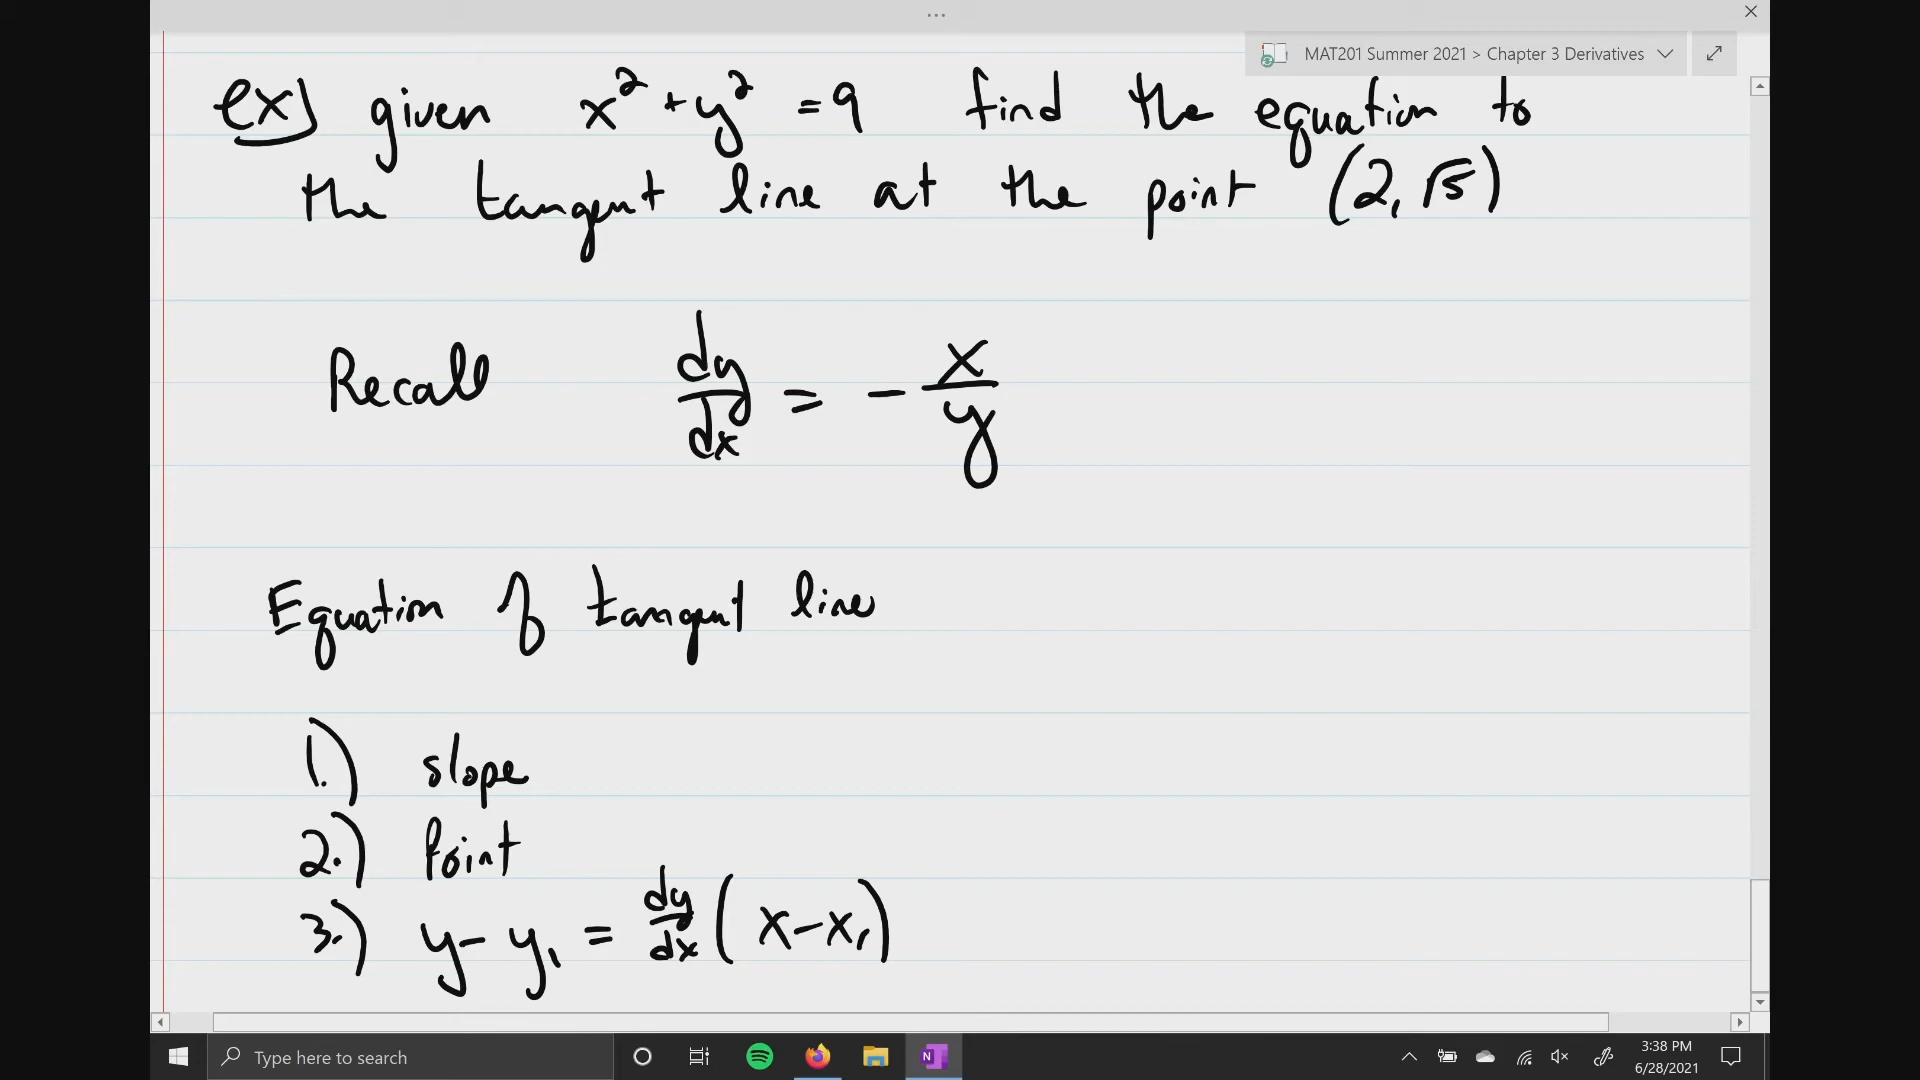 MAT201 Summer 2021 > Chapter 3 Derivatives
ex) given x² + y² = 9 find the equation to
the tangent line at the point (2, √5)
Recall dy/dx = - x/y
Equation of tangent line
1.) slope
2.) Point
3.) y - y₁ = dy/dx (x - x₁)
Type here to search
3:38 PM
6/28/2021